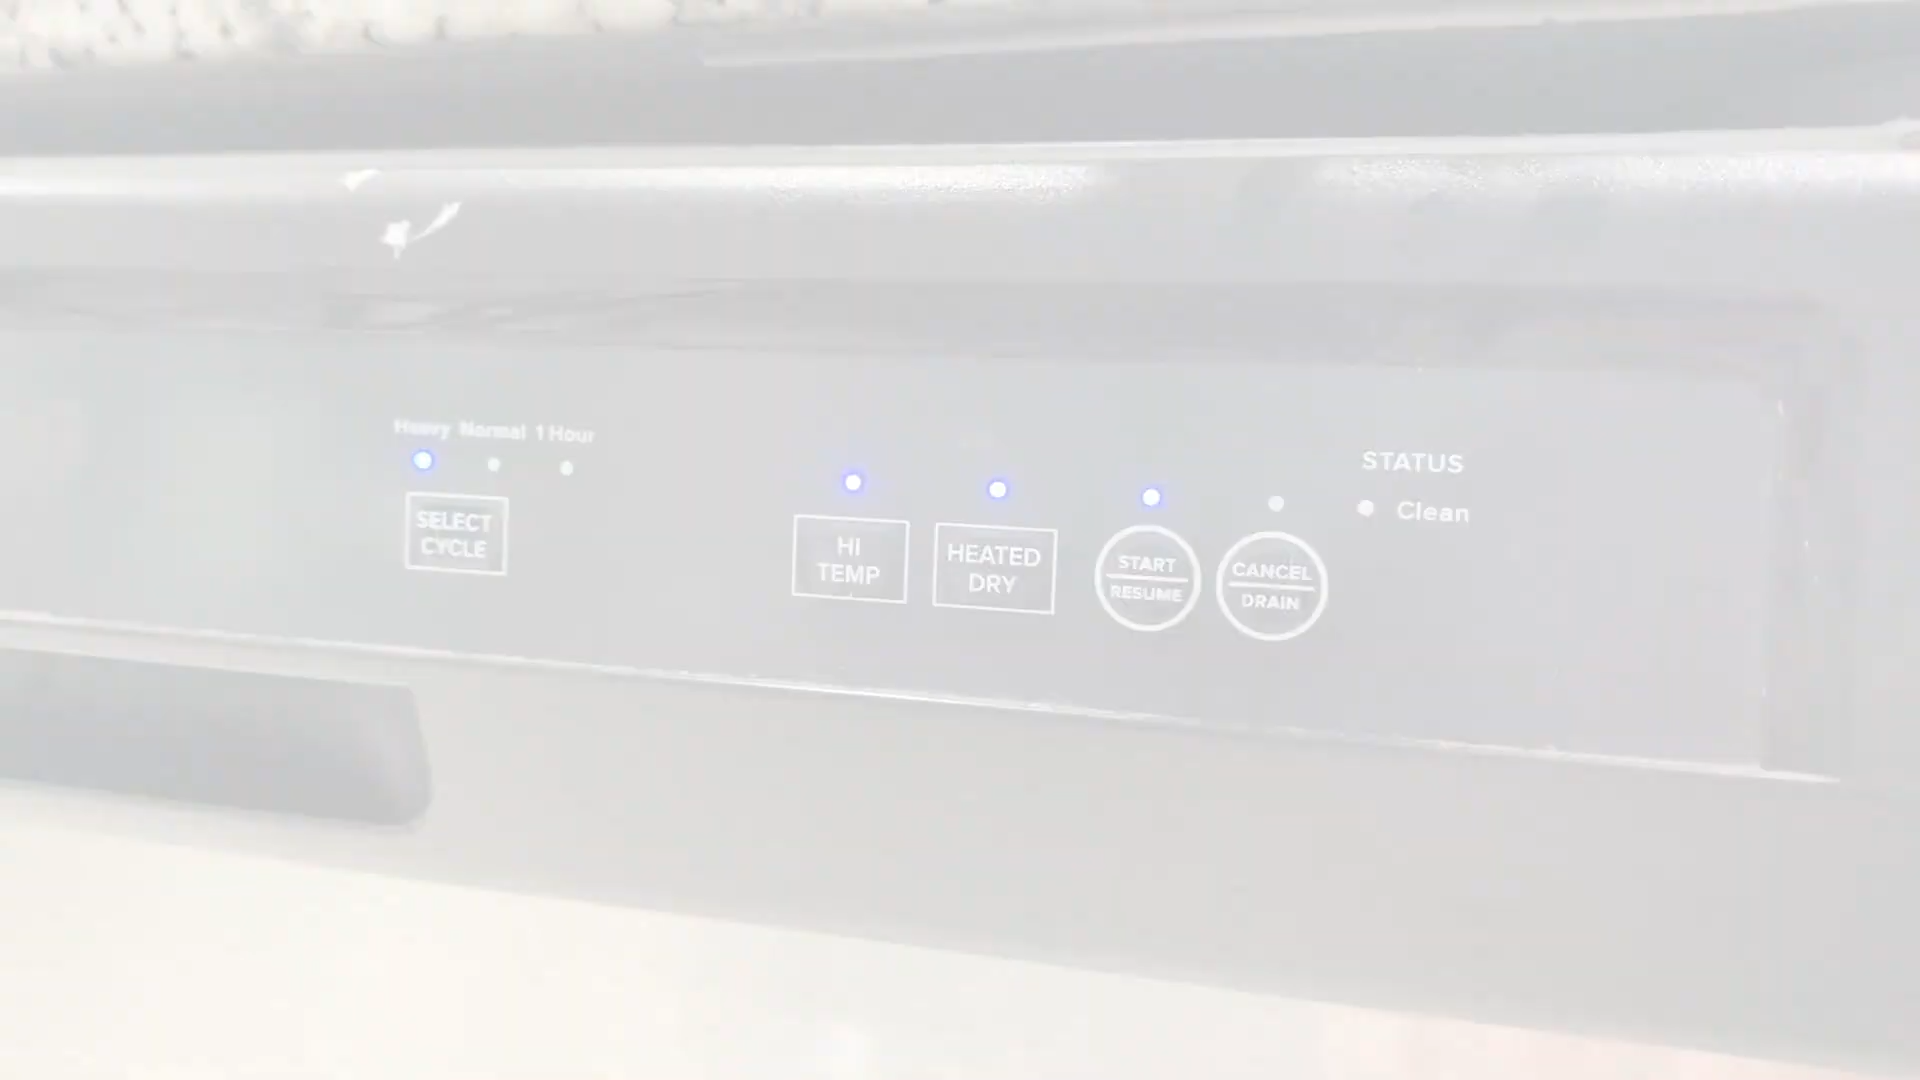 Heavy Normal 1 Hour
SELECT
CYCLE
HI
TEMP
HEATED
DRY
START
RESUME
CANCEL
DRAIN
STATUS
Clean